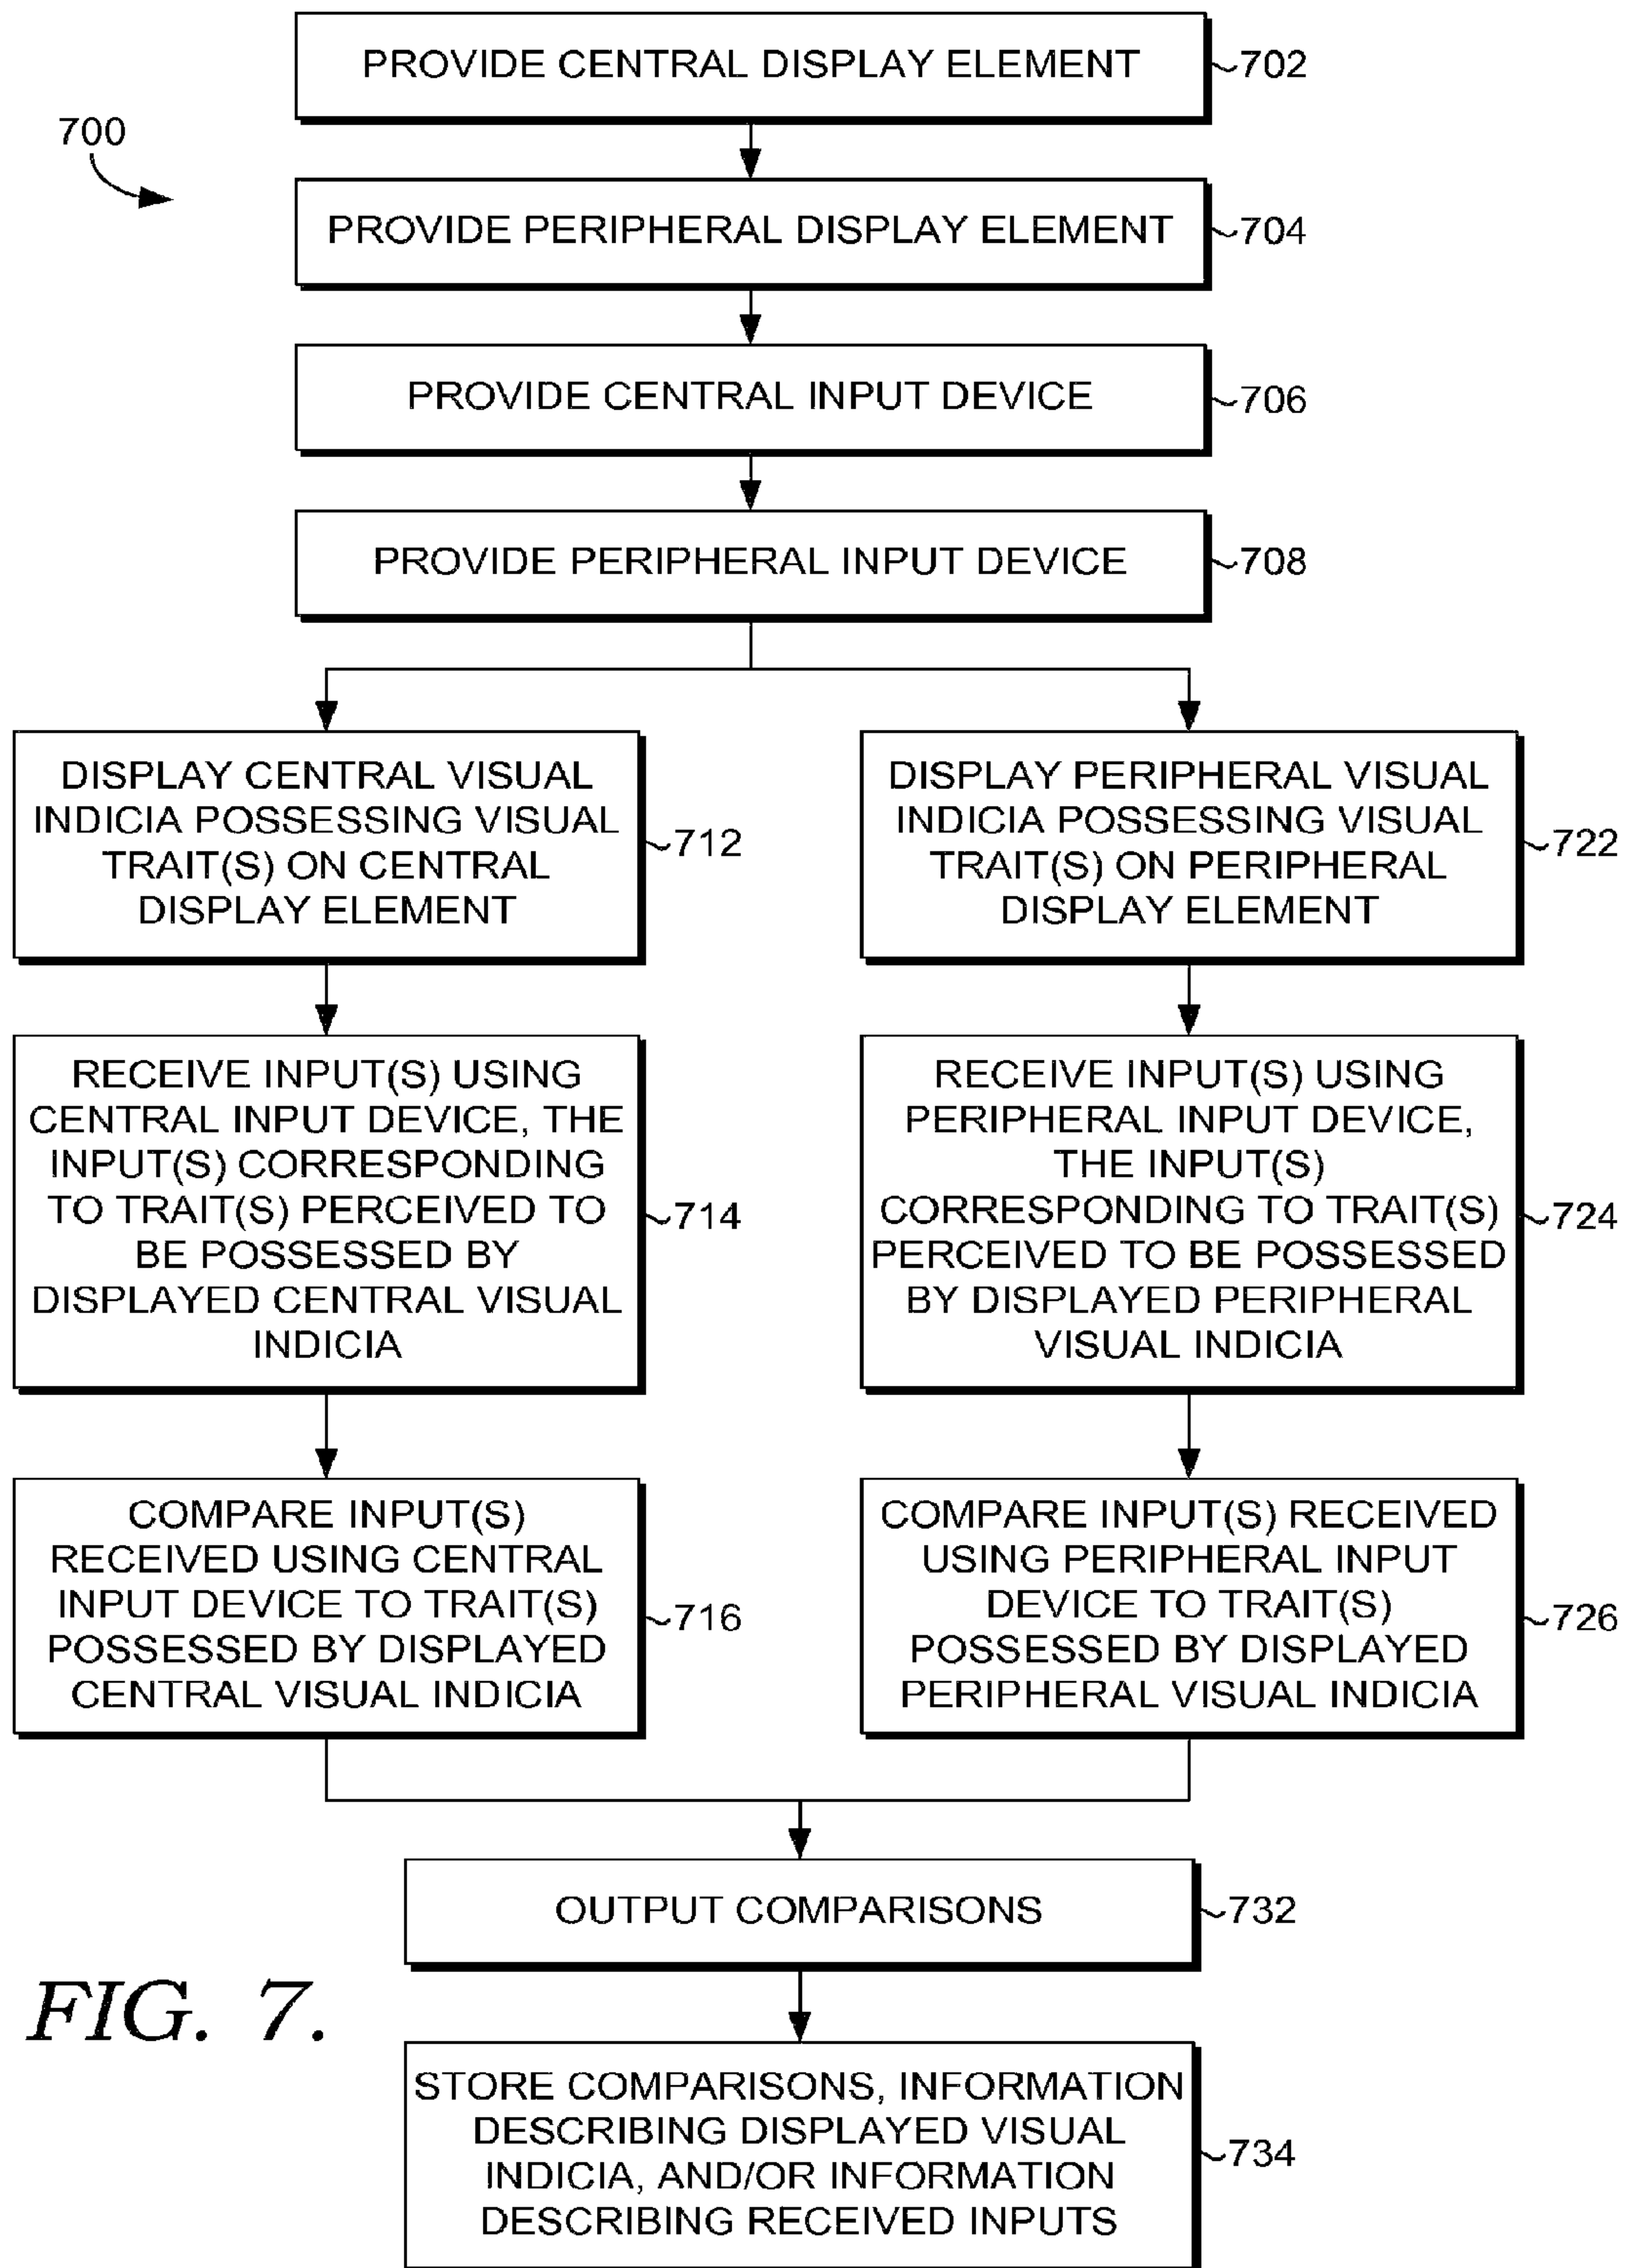 PROVIDE CENTRAL DISPLAY ELEMENT
702
700
PROVIDE PERIPHERAL DISPLAY ELEMENT
704
PROVIDE CENTRAL INPUT DEVICE
706
PROVIDE PERIPHERAL INPUT DEVICE
708
DISPLAY CENTRAL VISUAL
INDICIA POSSESSING VISUAL
TRAIT(S) ON CENTRAL
DISPLAY ELEMENT
712
DISPLAY PERIPHERAL VISUAL
INDICIA POSSESSING VISUAL
TRAIT(S) ON PERIPHERAL
DISPLAY ELEMENT
722
RECEIVE INPUT(S) USING
CENTRAL INPUT DEVICE, THE
INPUT(S) CORRESPONDING
TO TRAIT(S) PERCEIVED TO
BE POSSESSED BY
DISPLAYED CENTRAL VISUAL
INDICIA
714
RECEIVE INPUT(S) USING
PERIPHERAL INPUT DEVICE,
THE INPUT(S)
CORRESPONDING TO TRAIT(S)
PERCEIVED TO BE POSSESSED
BY DISPLAYED PERIPHERAL
VISUAL INDICIA
724
COMPARE INPUT(S)
RECEIVED USING CENTRAL
INPUT DEVICE TO TRAIT(S)
POSSESSED BY DISPLAYED
CENTRAL VISUAL INDICIA
716
COMPARE INPUT(S) RECEIVED
USING PERIPHERAL INPUT
DEVICE TO TRAIT(S)
POSSESSED BY DISPLAYED
PERIPHERAL VISUAL INDICIA
726
OUTPUT COMPARISONS
732
FIG. 7.
STORE COMPARISONS, INFORMATION
DESCRIBING DISPLAYED VISUAL
INDICIA, AND/OR INFORMATION
DESCRIBING RECEIVED INPUTS
734